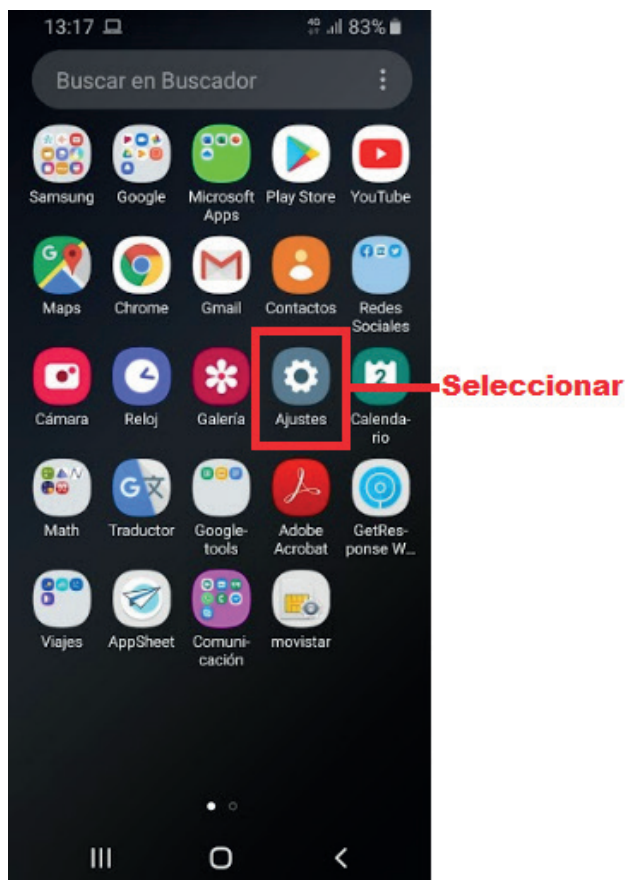 13:17 4G 83%
Buscar en Buscador
Samsung Google Microsoft Apps Play Store YouTube
Maps Chrome Gmail Contactos Redes Sociales
Cámara Reloj Galería Ajustes Calenda-
rio
Seleccionar
Math Traductor Google-
tools Adobe Acrobat GetRes-
ponse W...
Viajes AppSheet Comuni-
cación movistar